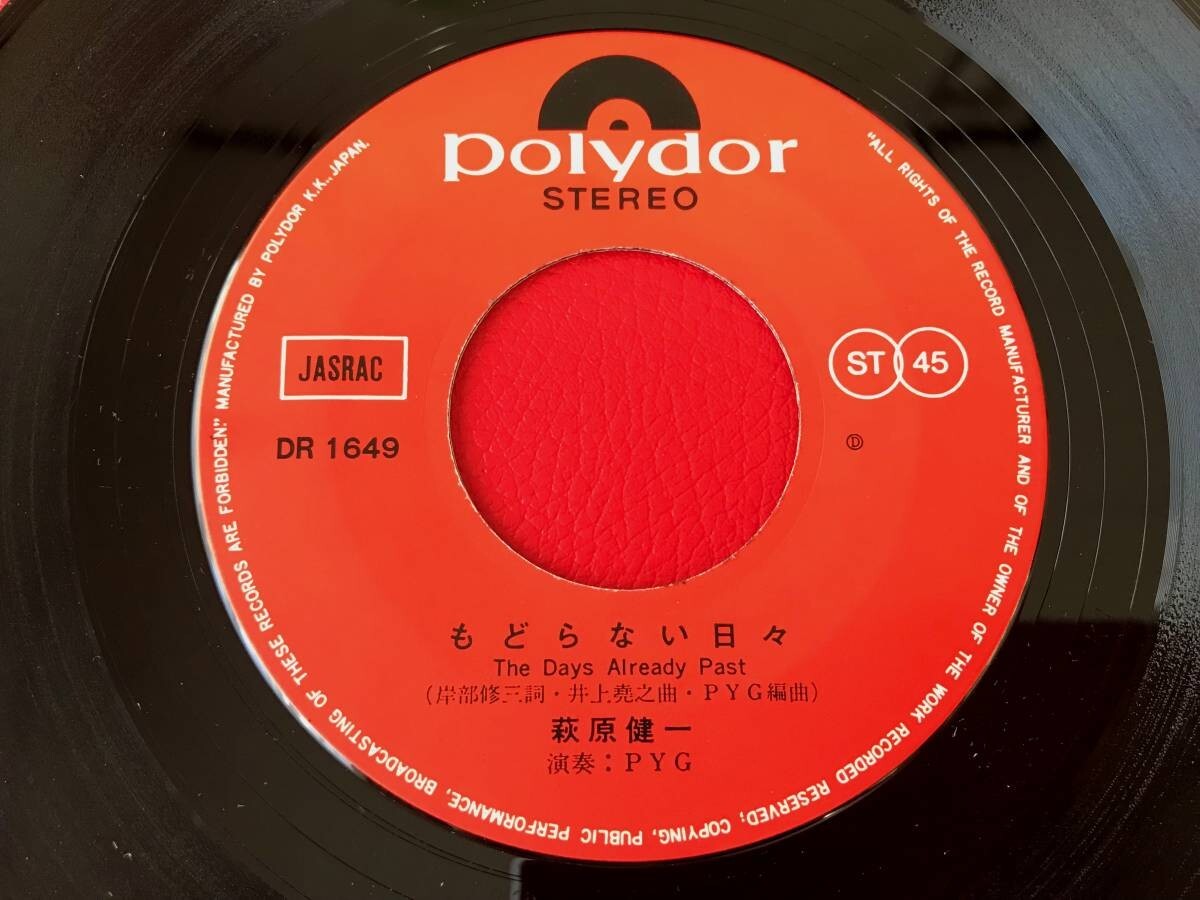 polydor
STEREO
JASRAC
DR 1649
ST 45
Ⓓ
もどらない日々
The Days Already Past
(岸部修三詞・井上堯之曲・PYG編曲)
萩原健一
演奏:PYG
"ALL RIGHTS OF THE RECORD MANUFACTURER AND OF THE OWNER OF THE WORK RECORDED RESERVED; COPYING, PUBLIC PERFORMANCE, BROADCASTING OF THESE RECORDS ARE FORBIDDEN." MANUFACTURED BY POLYDOR K.K., JAPAN.